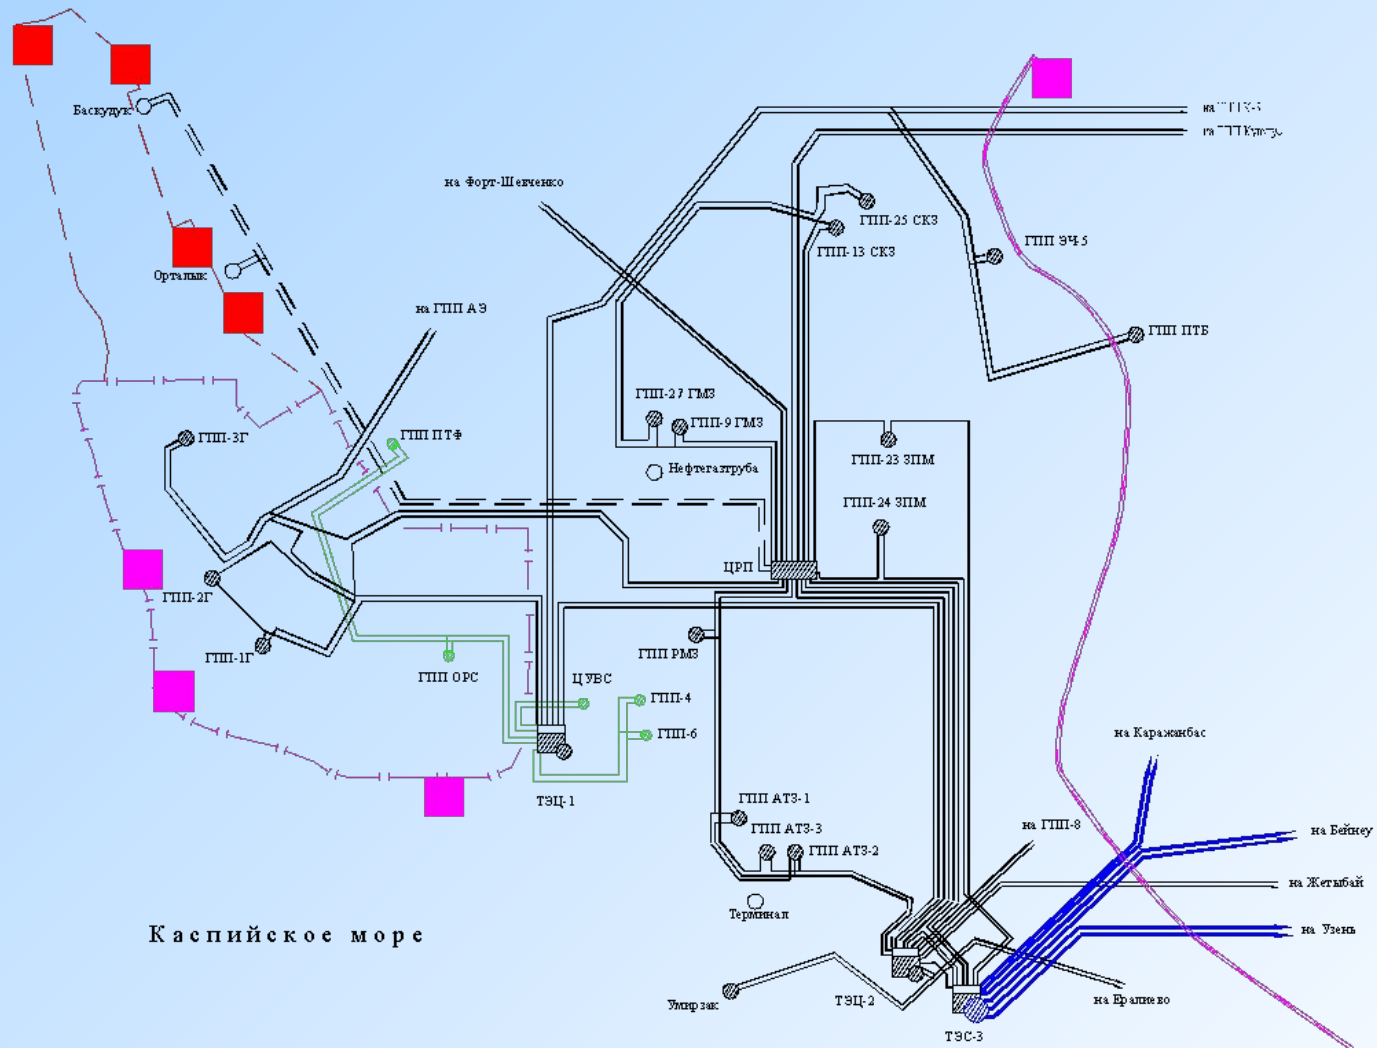 Баскудук
на ГПП Кулсус
на Форт-Шевченко
ГПП-25 СКЗ
ГПП-13 СКЗ
ГПП ЭЧ-5
Орталык
на ГПП АЭ
ГПП ПТБ
ГПП-27 ГМЗ
ГПП-9 ГМЗ
ГПП-3Г
ГПП ПТФ
ГПП-23 ЗПМ
Нефтегазтруба
ГПП-24 ЗПМ
ЦРП
ГПП-2Г
ГПП-1Г
ГПП РМЗ
ГПП ОРС
ЦУВС
ГПП-4
ГПП-6
на Каражанбас
ТЭЦ-1
ГПП АТЗ-1
ГПП АТЗ-3
ГПП АТЗ-2
на ГПП-8
на Бейнеу
на Жетыбай
Терминал
Каспийское море
на Узень
Умирзак
ТЭЦ-2
на Ералиево
ТЭС-3